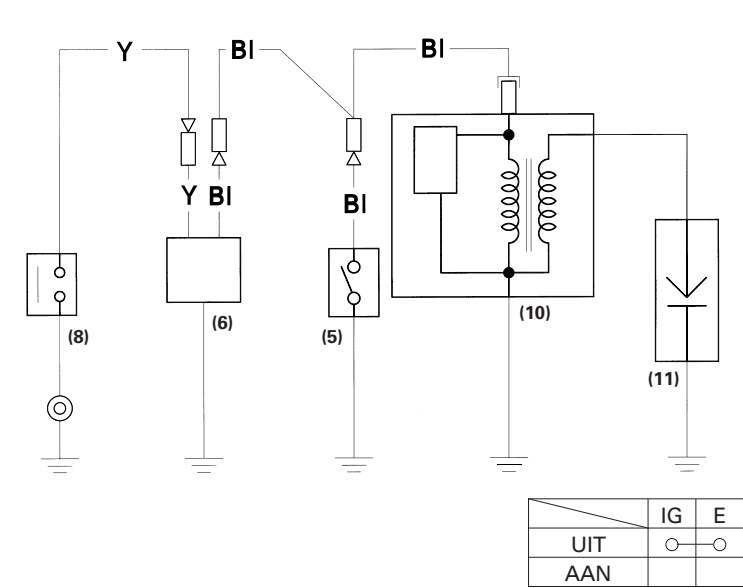 Y
Bl
Bl
Y Bl
Bl
(10)
(8)
(6)
(5)
(11)
IG E
UIT
AAN